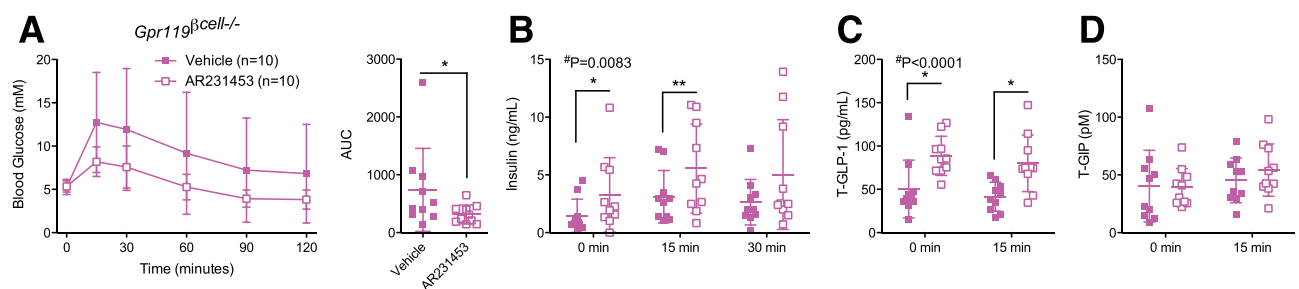 A
Gpr119βcell-/-
Vehicle (n=10)
AR231453 (n=10)
Blood Glucose (mM)
20
15
10
5
0
0 30 60 90 120
Time (minutes)
AUC
3000
2000
1000
0
*
Vehicle
AR231453
B
#P=0.0083
Insulin (ng/mL)
15
10
5
0
*
**
0 min 15 min 30 min
C
#P<0.0001
T-GLP-1 (pg/mL)
200
150
100
50
0
*
*
0 min 15 min
D
T-GIP (pM)
150
100
50
0
0 min 15 min